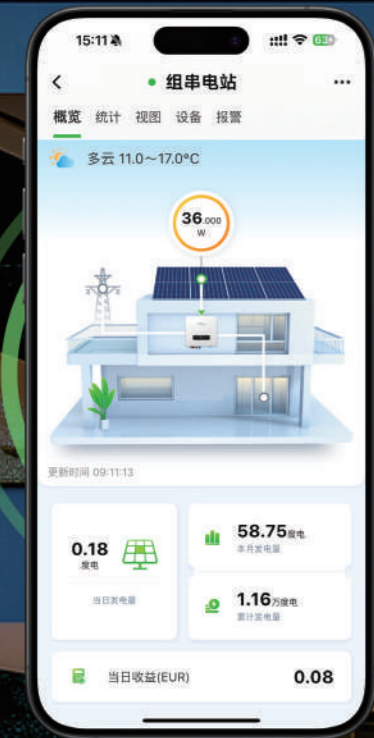 15:11
63
组串电站
概览 统计 视图 设备 报警
多云 11.0～17.0°C
36.000
W
更新时间 09:11:13
0.18
度电
当日发电量
58.75度电
本月发电量
1.16万度电
累计发电量
当日收益(EUR) 0.08